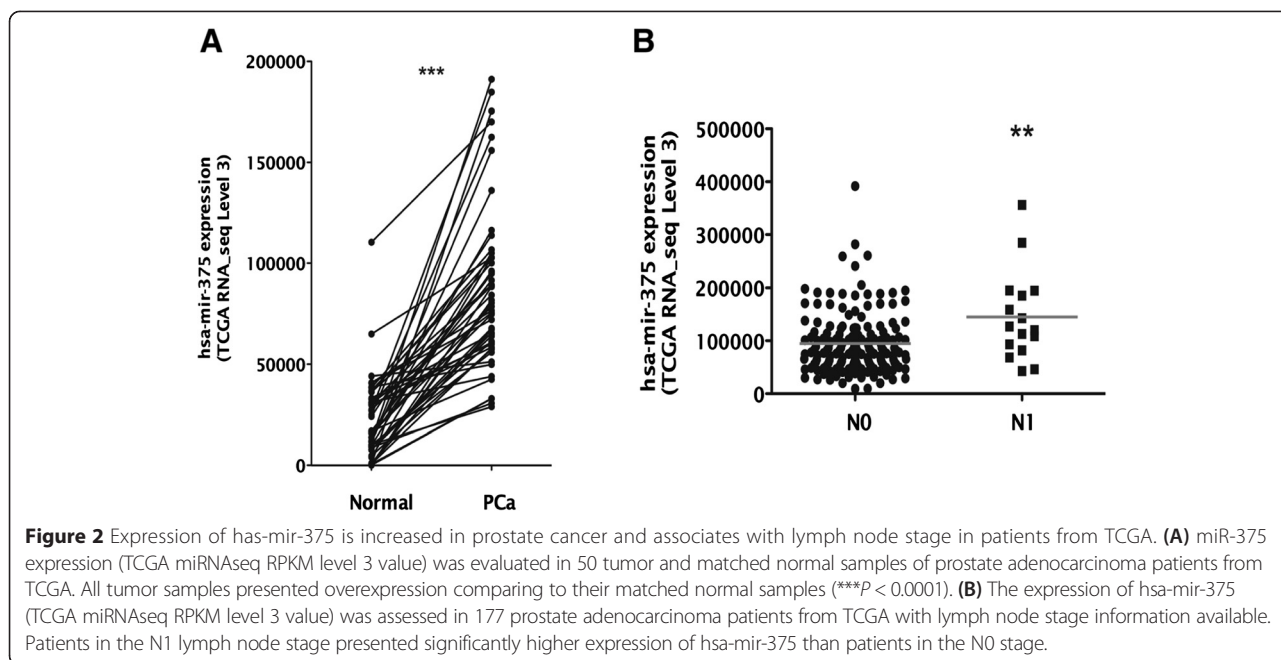 A
hsa-mir-375 expression
(TCGA RNA_seq Level 3)
200000
150000
100000
50000
0
***
Normal PCa
B
hsa-mir-375 expression
(TCGA RNA_seq Level 3)
500000
400000
300000
200000
100000
0
**
N0 N1
Figure 2 Expression of has-mir-375 is increased in prostate cancer and associates with lymph node stage in patients from TCGA. (A) miR-375
expression (TCGA miRNAseq RPKM level 3 value) was evaluated in 50 tumor and matched normal samples of prostate adenocarcinoma patients from
TCGA. All tumor samples presented overexpression comparing to their matched normal samples (***P < 0.0001). (B) The expression of hsa-mir-375
(TCGA miRNAseq RPKM level 3 value) was assessed in 177 prostate adenocarcinoma patients from TCGA with lymph node stage information available.
Patients in the N1 lymph node stage presented significantly higher expression of hsa-mir-375 than patients in the N0 stage.